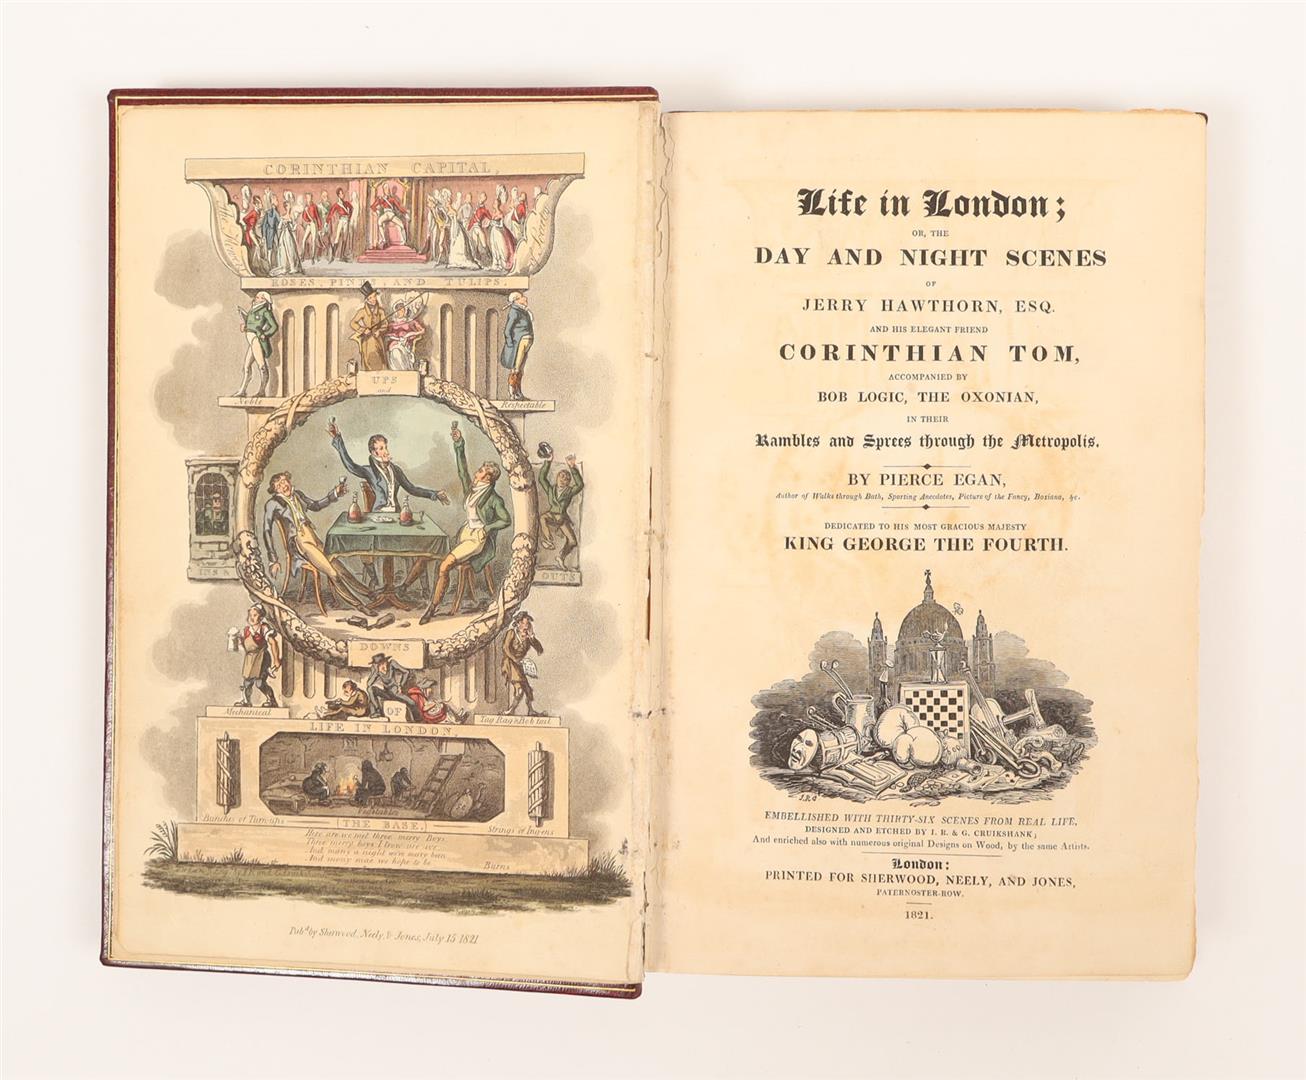 CORINTHIAN CAPITAL,
ROSES, PINKS, AND TULIPS,
Noble
UPS
and
Respectable
INS &
OUTS
DOWNS
Mechanical
OF
Tag Rag & Bob tail
LIFE IN LONDON.
Vegetables
Bunches of Turn-ups
THE BASE.
Strings of Ing-ens
Here are we met three merry Boys
Three merry boys I trow are we
And many a night we've merry been
And mony mae we hope to be
Burns
Pubd. by Sherwood, Neely, & Jones, July 15 1821
Life in London;
OR, THE
DAY AND NIGHT SCENES
OF
JERRY HAWTHORN, ESQ.
AND HIS ELEGANT FRIEND
CORINTHIAN TOM,
ACCOMPANIED BY
BOB LOGIC, THE OXONIAN,
IN THEIR
Rambles and Sprees through the Metropolis.
BY PIERCE EGAN,
Author of Walks through Bath, Sporting Anecdotes, Picture of the Fancy, Boxiana, &c.
DEDICATED TO HIS MOST GRACIOUS MAJESTY
KING GEORGE THE FOURTH.
EMBELLISHED WITH THIRTY-SIX SCENES FROM REAL LIFE,
DESIGNED AND ETCHED BY I. R. & G. CRUIKSHANK;
And enriched also with numerous original Designs on Wood, by the same Artists.
London:
PRINTED FOR SHERWOOD, NEELY, AND JONES,
PATERNOSTER-ROW.
1821.